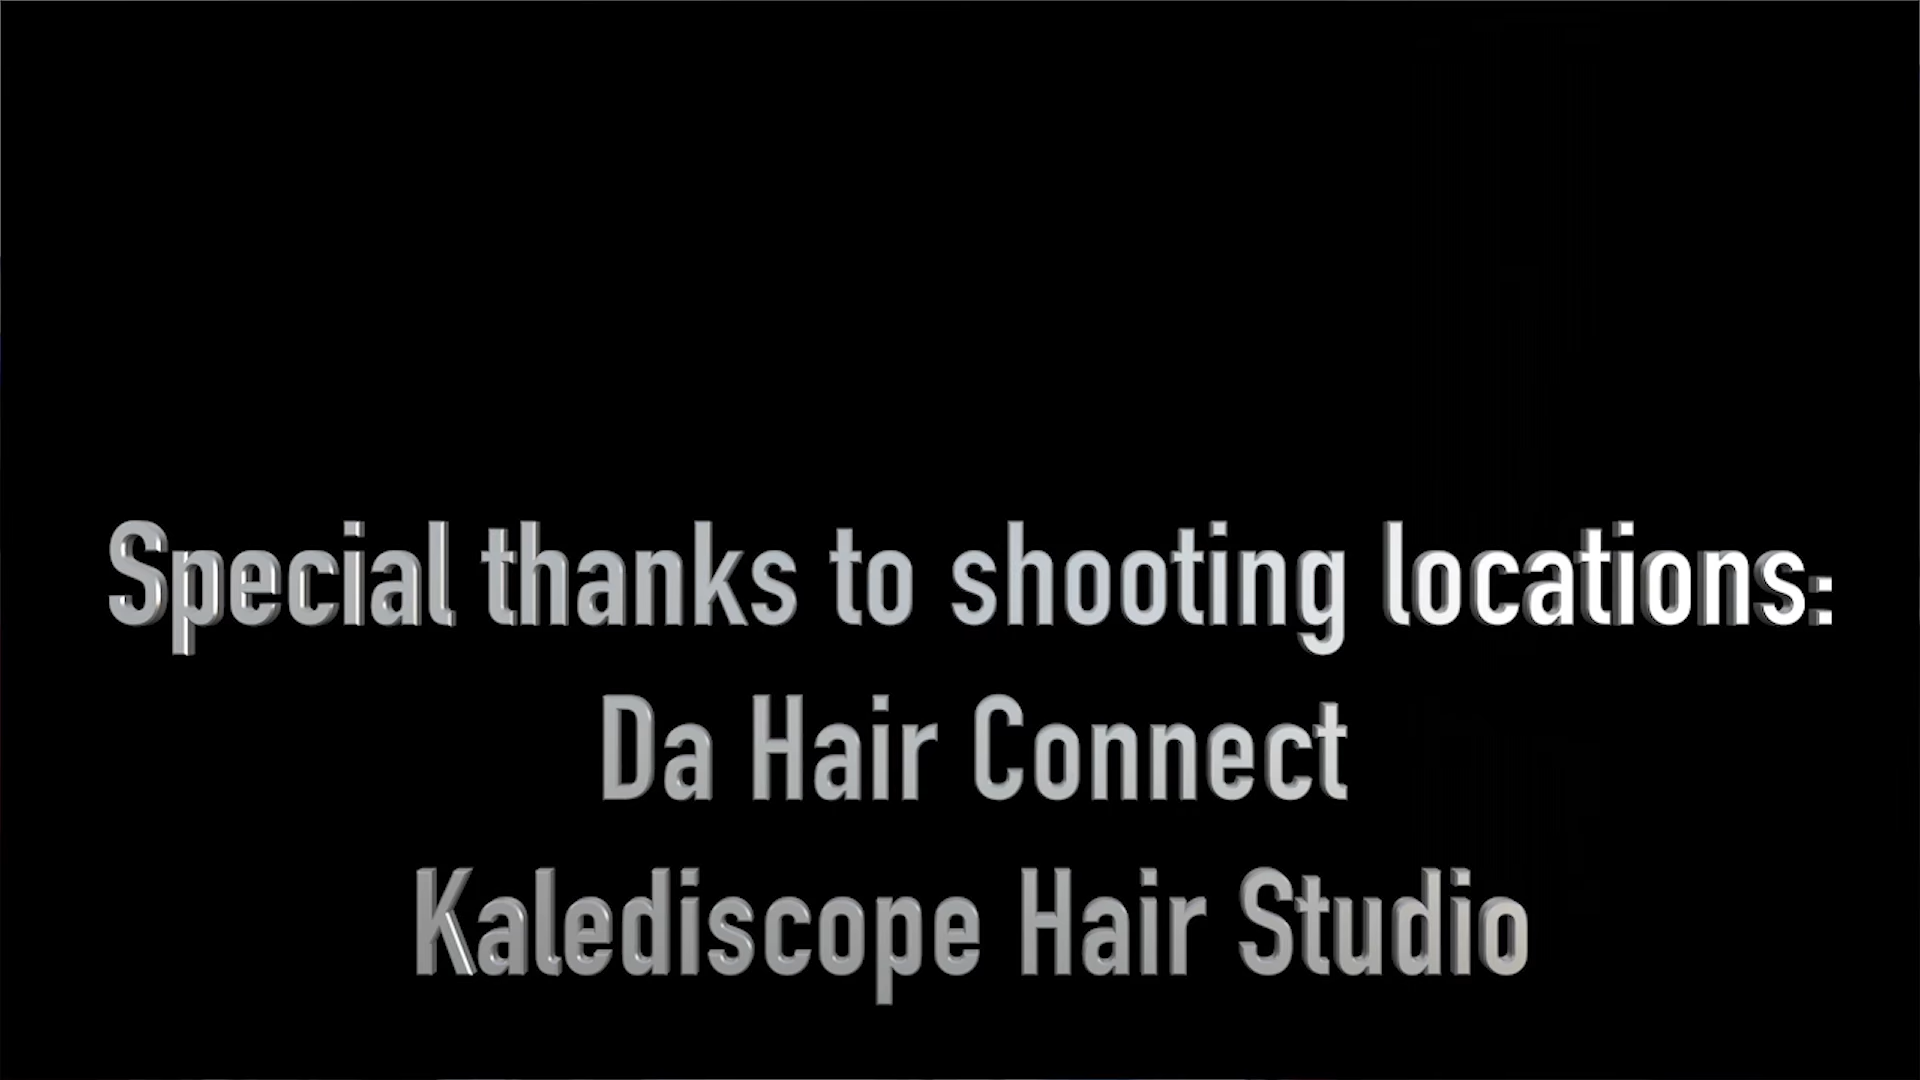 Special thanks to shooting locations:
Da Hair Connect
Kalediscope Hair Studio